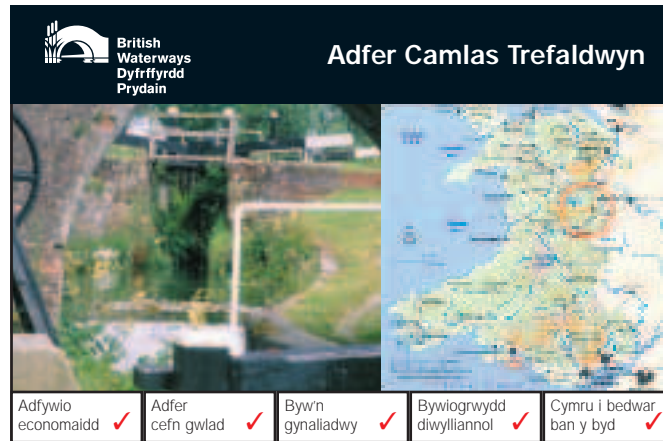 British
Waterways
Dyfrffyrdd
Prydain
Adfer Camlas Trefaldwyn
Adfywio
economaidd
Adfer
cefn gwlad
Byw'n
gynaliadwy
Bywiogrwydd
diwylliannol
Cymru i bedwar
ban y byd